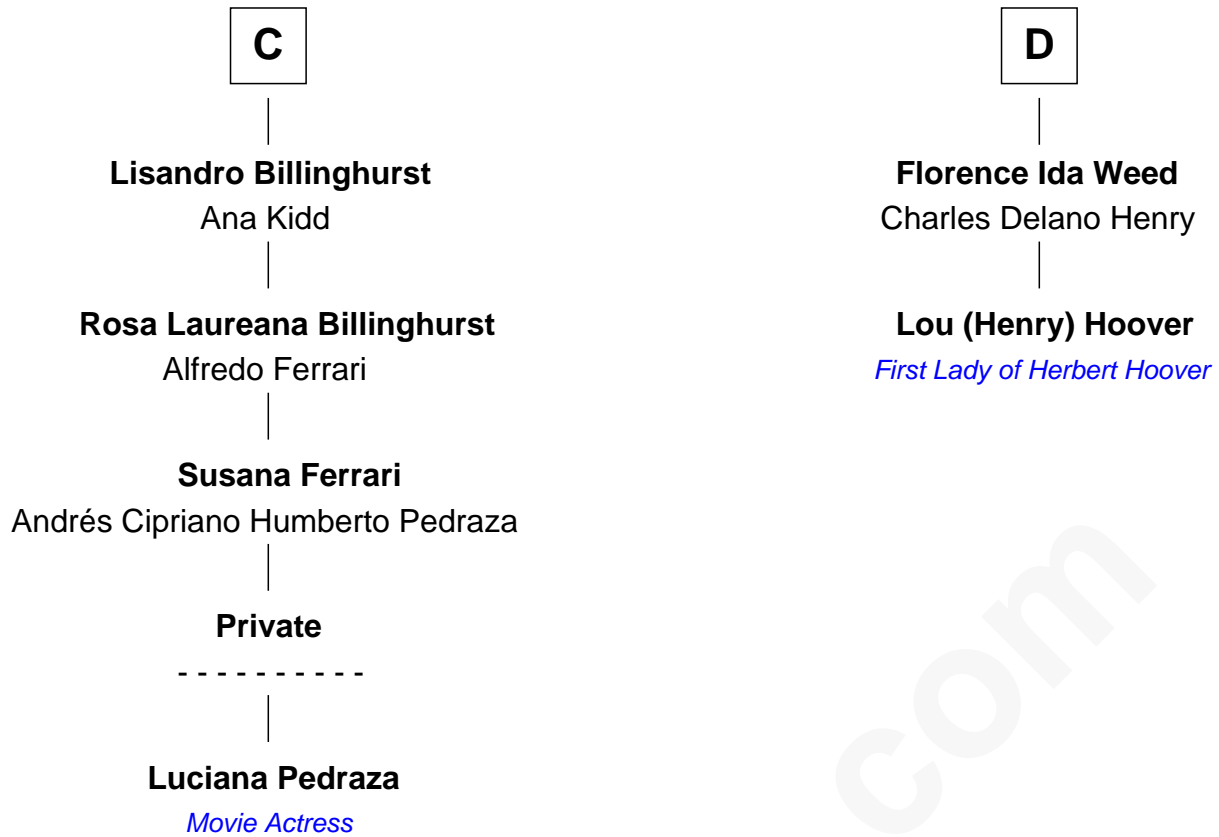 C
Lisandro Billinghurst
Ana Kidd
Rosa Laureana Billinghurst
Alfredo Ferrari
Susana Ferrari
Andrés Cipriano Humberto Pedraza
Private
- - - - - - - - - -
Luciana Pedraza
Movie Actress
D
Florence Ida Weed
Charles Delano Henry
Lou (Henry) Hoover
First Lady of Herbert Hoover
com